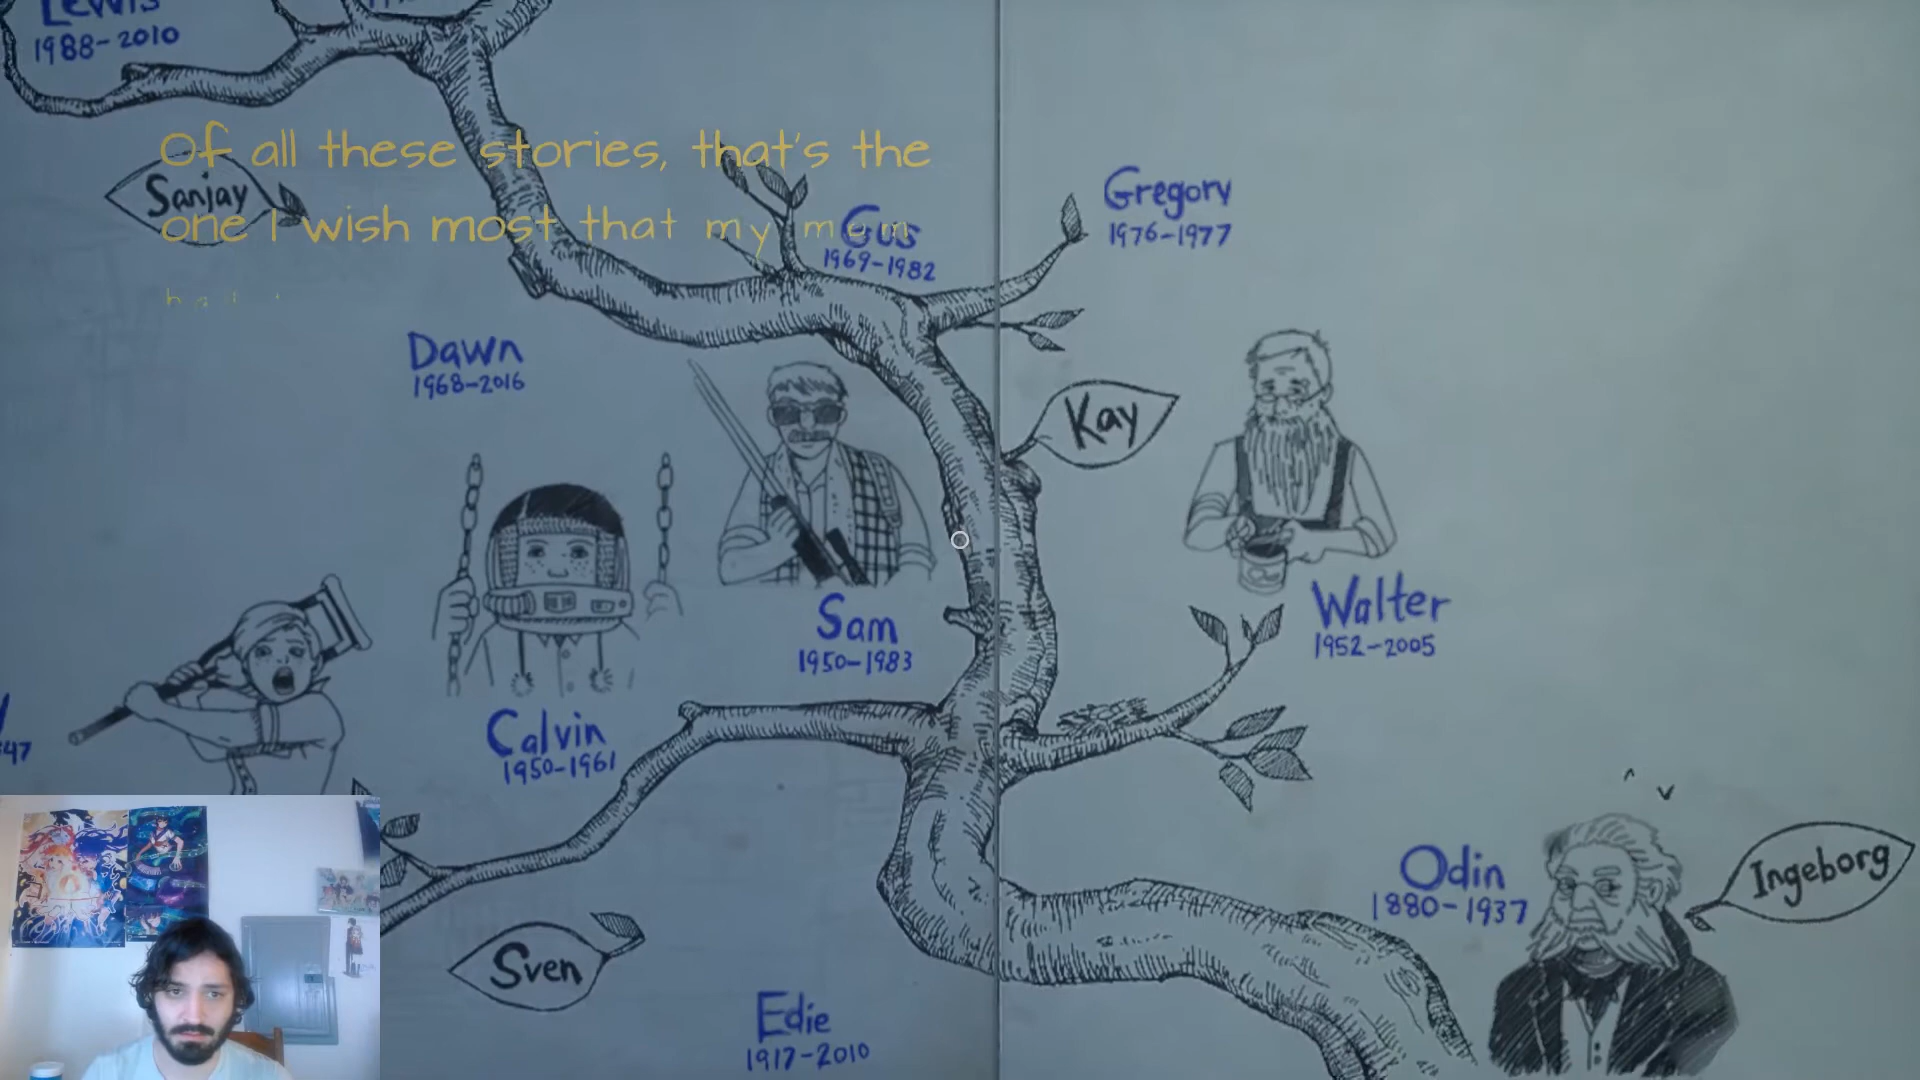 Lewis
1988-2010
Of all these stories, that's the
one I wish most that my mom
Sanjay
Gregory
1976-1977
Gus
1969-1982
Dawn
1968-2016
Kay
Walter
1952-2005
Sam
1950-1983
Calvin
1950-1961
Odin
1880-1937
Ingeborg
Sven
Edie
1917-2010